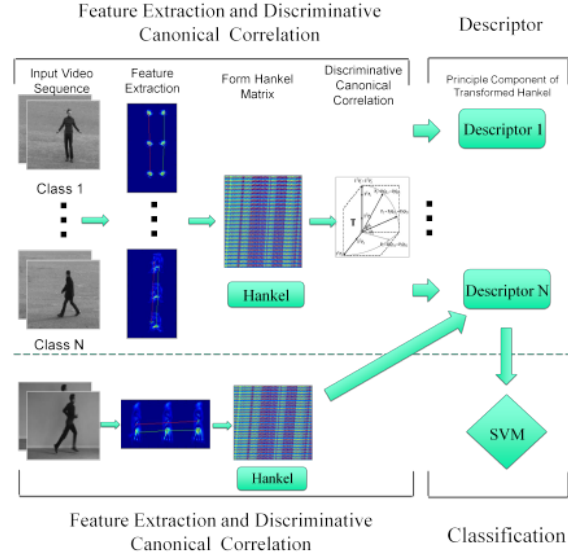 Feature Extraction and Discriminative
Canonical Correlation
Descriptor
Input Video
Sequence
Feature
Extraction
Form Hankel
Matrix
Discriminative
Canonical
Correlation
Principle Component of
Transformed Hankel
Class 1
T
Descriptor 1
Hankel
Descriptor N
Class N
SVM
Hankel
Feature Extraction and Discriminative
Canonical Correlation
Classification